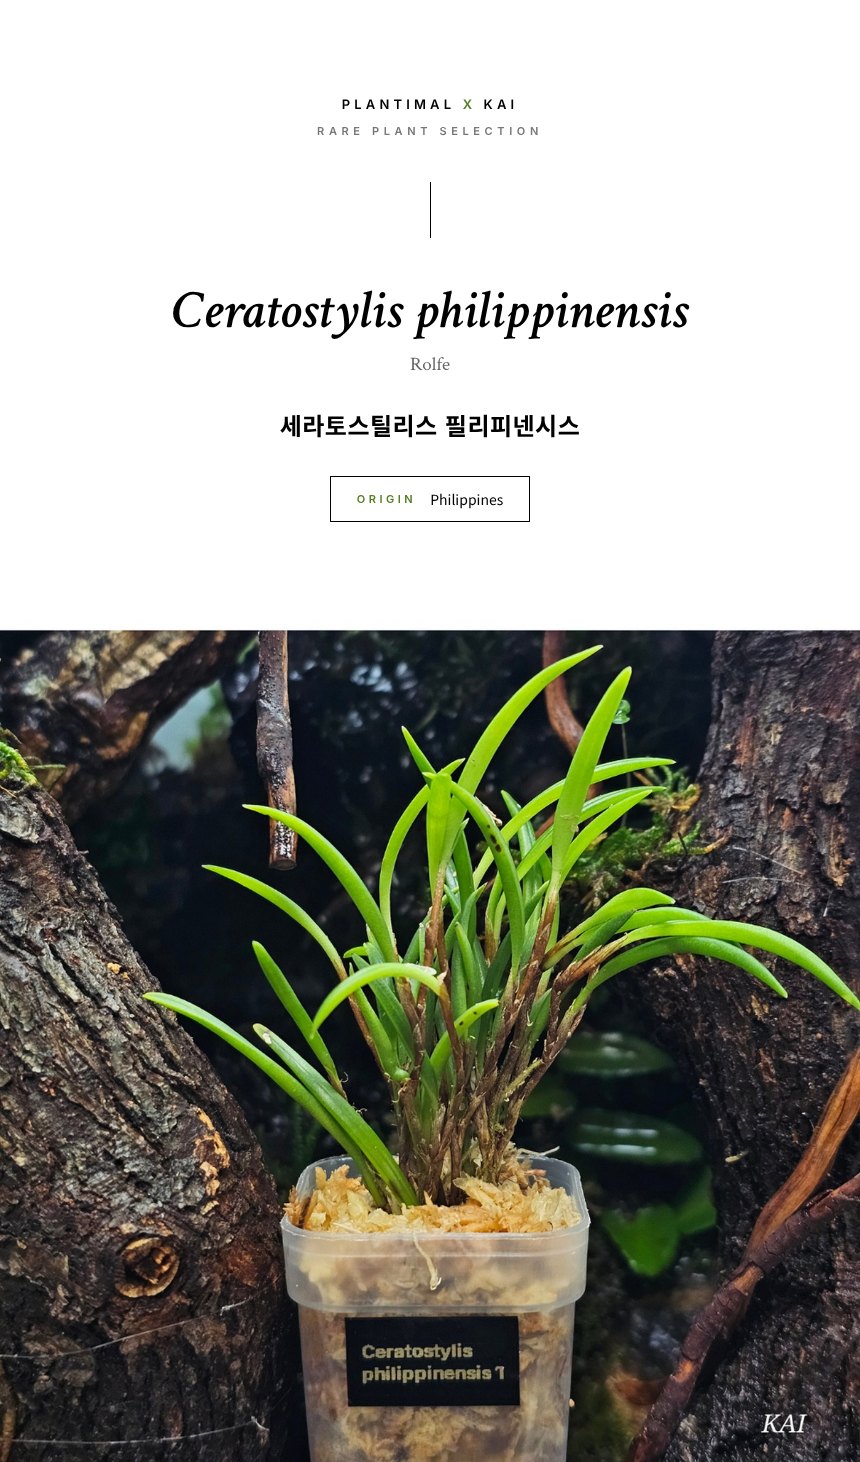 PLANTIMAL X KAI
RARE PLANT SELECTION
Ceratostylis philippinensis
Rolfe
세라토스틸리스 필리피넨시스
ORIGIN Philippines
Ceratostylis
philippinensis 1
KAI